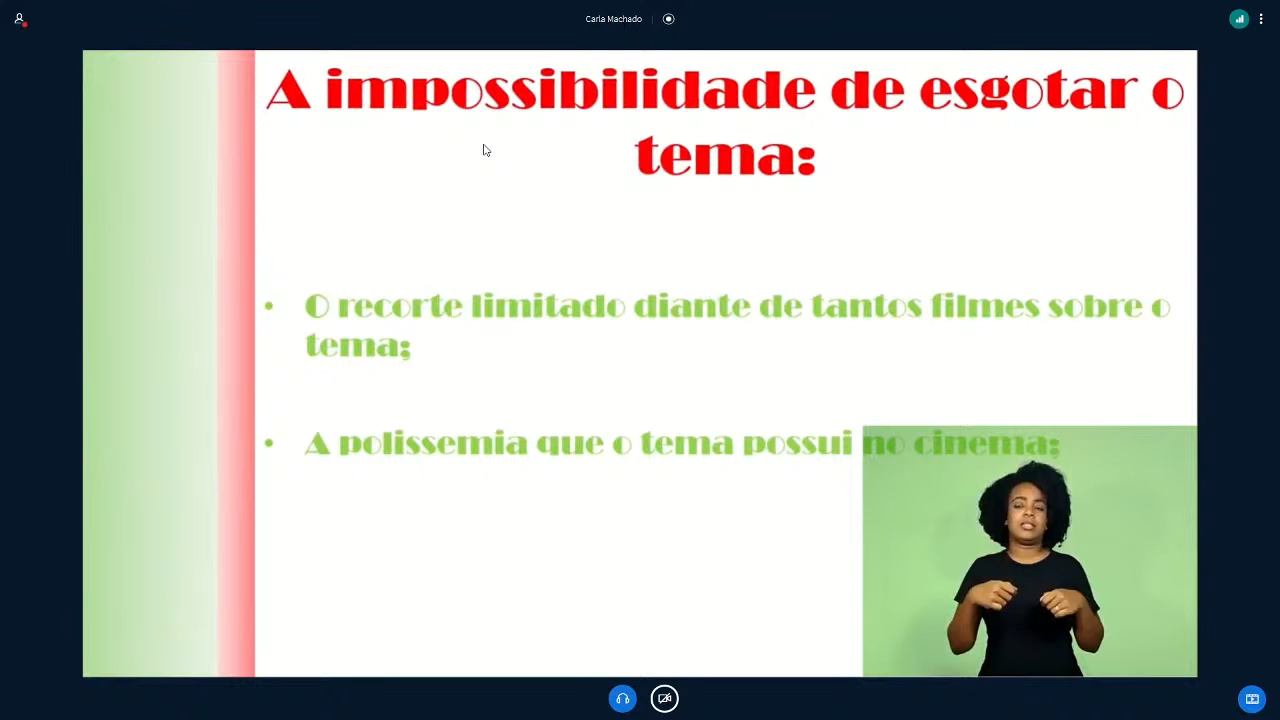 Carla Machado
A impossibilidade de esgotar o
tema:
• O recorte limitado diante de tantos filmes sobre o
tema;
• A polissemia que o tema possui no cinema;